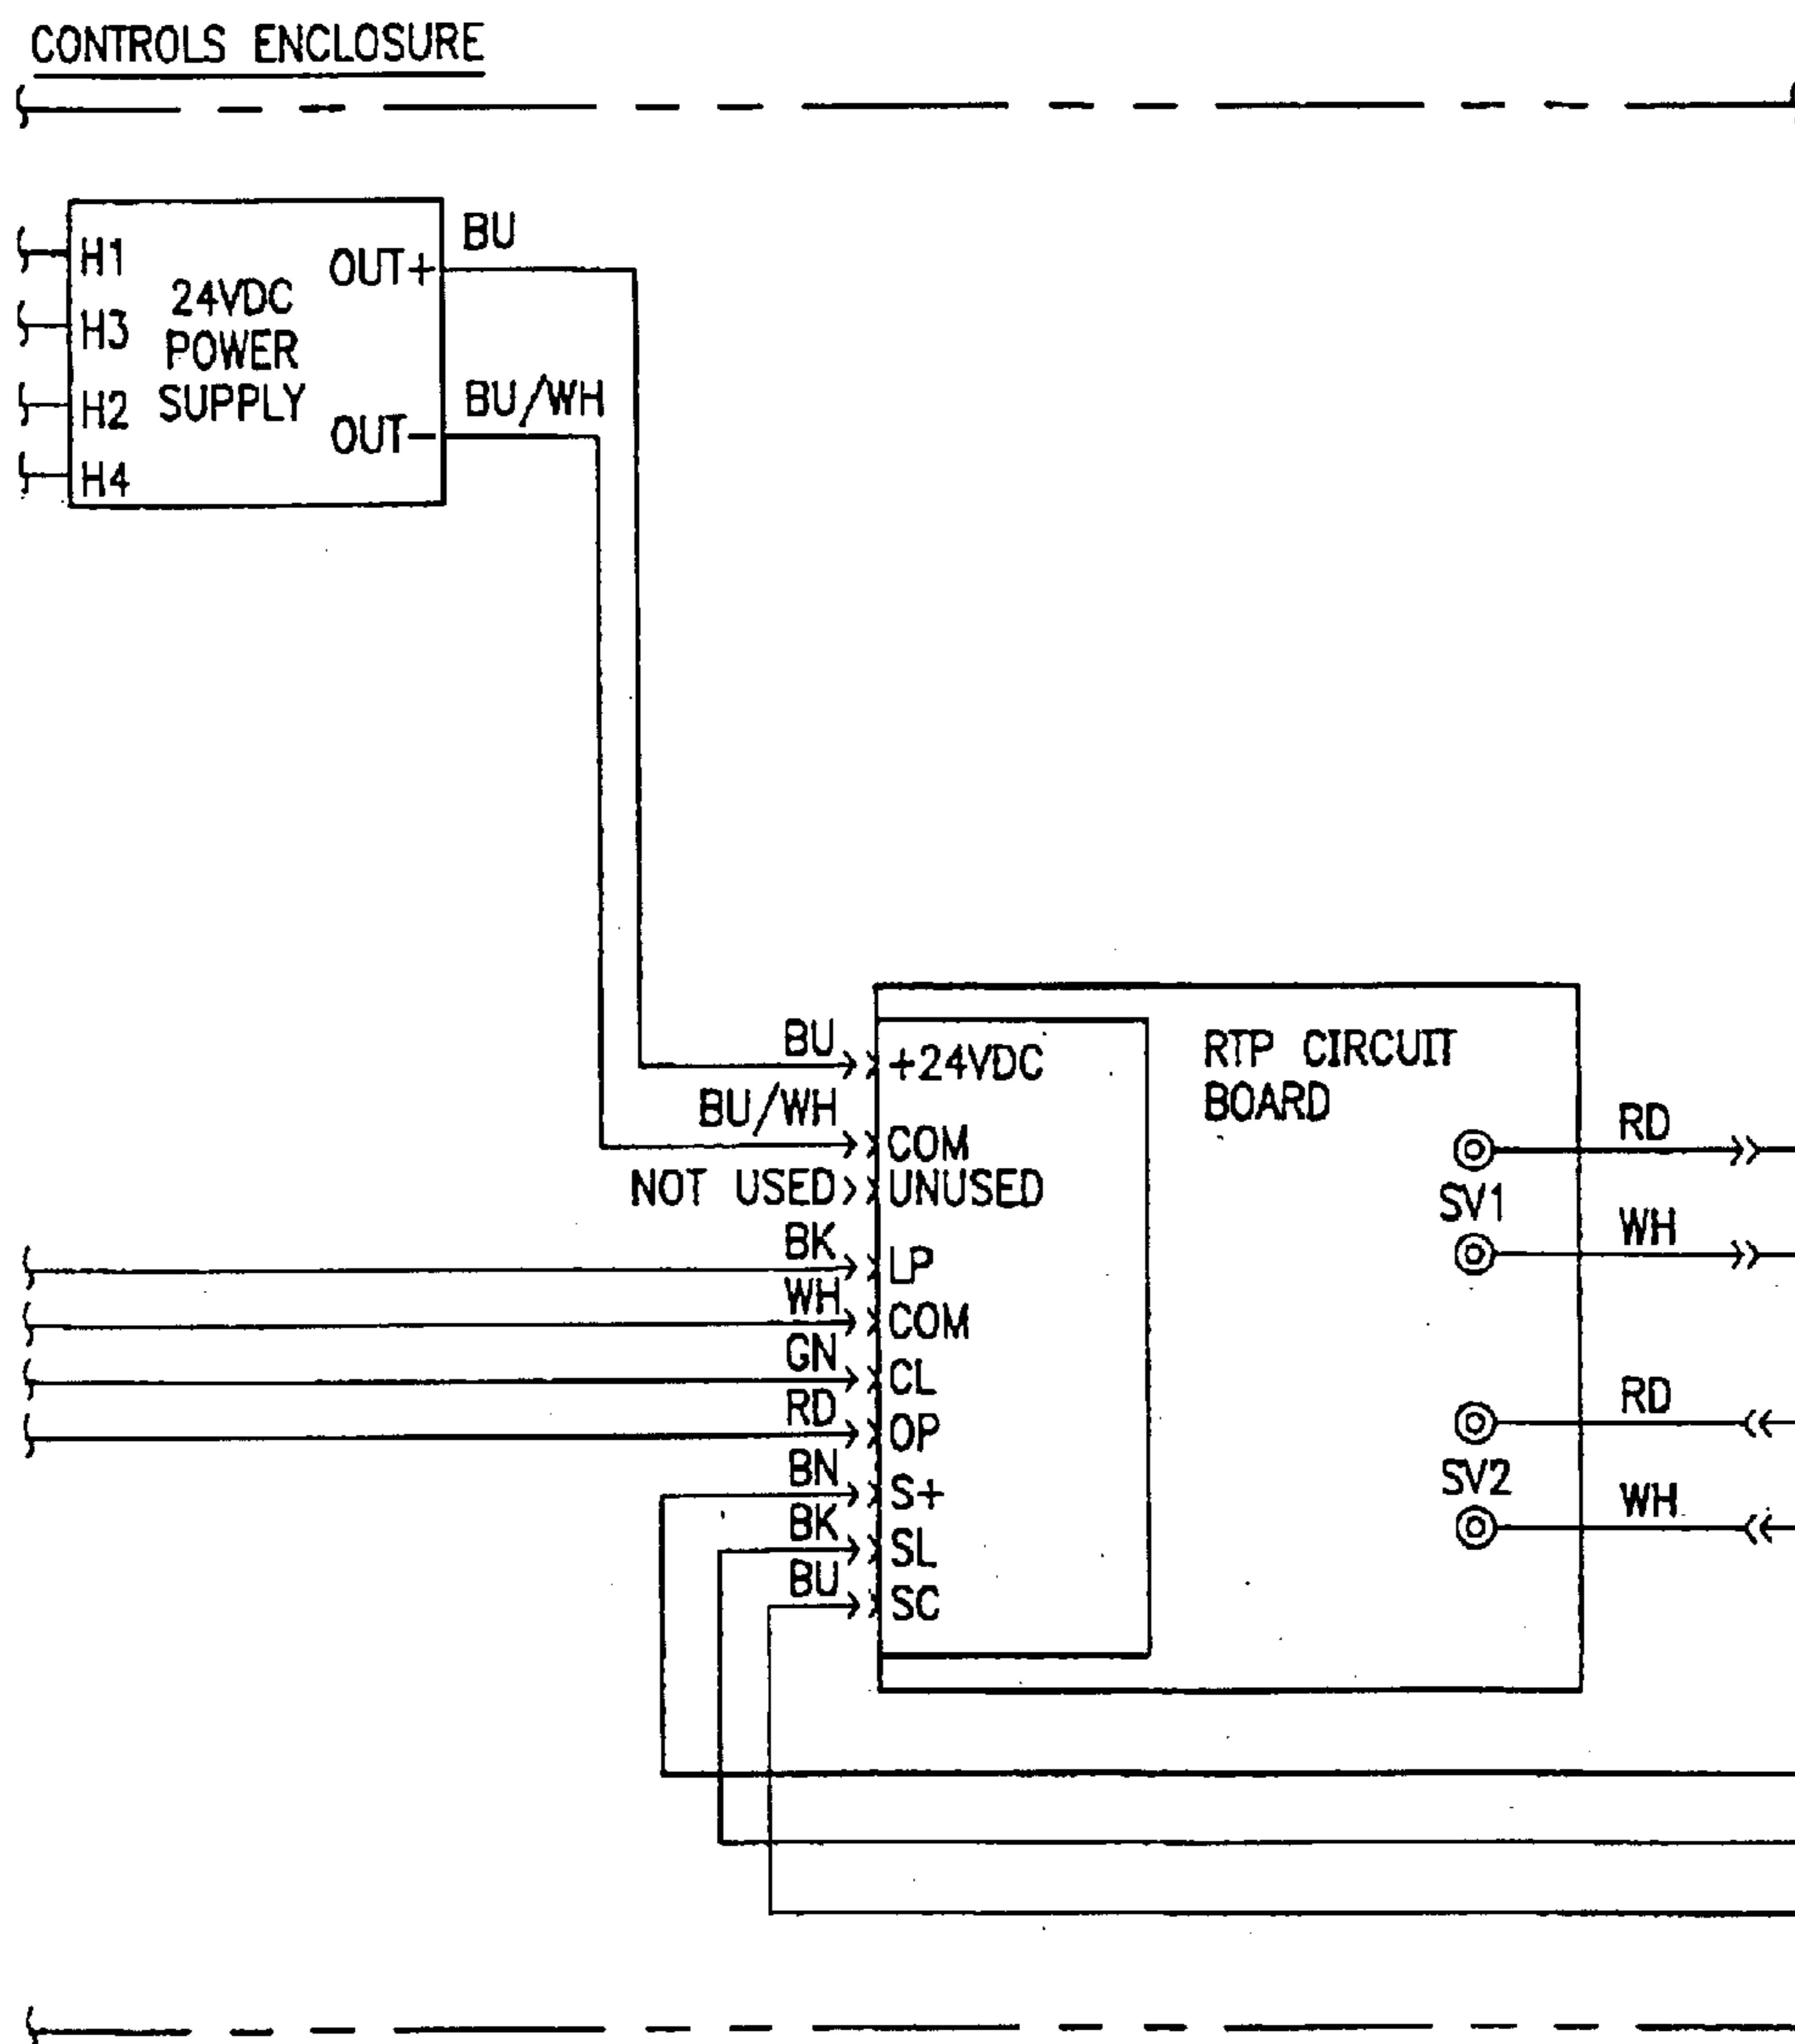 CONTROLS ENCLOSURE
H1
H3
H2
H4
24VDC
POWER
SUPPLY
OUT+
OUT-
BU
BU/WH
BU
BU/WH
NOT USED
BK
WH
GN
RD
BN
BK
BU
+24VDC
COM
UNUSED
LP
COM
CL
OP
S+
SL
SC
RTP CIRCUIT
BOARD
SV1
SV2
RD
WH
RD
WH